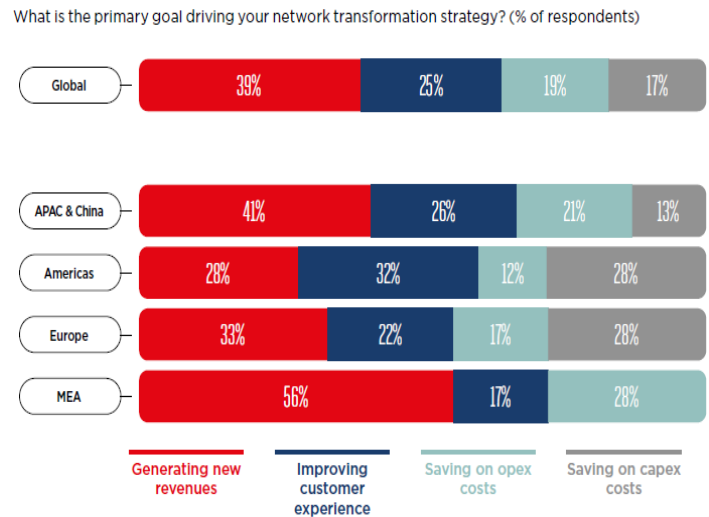 What is the primary goal driving your network transformation strategy? (% of respondents)
Global 39% 25% 19% 17%
APAC & China 41% 26% 21% 13%
Americas 28% 32% 12% 28%
Europe 33% 22% 17% 28%
MEA 56% 17% 28%
Generating new
revenues
Improving
customer
experience
Saving on opex
costs
Saving on capex
costs